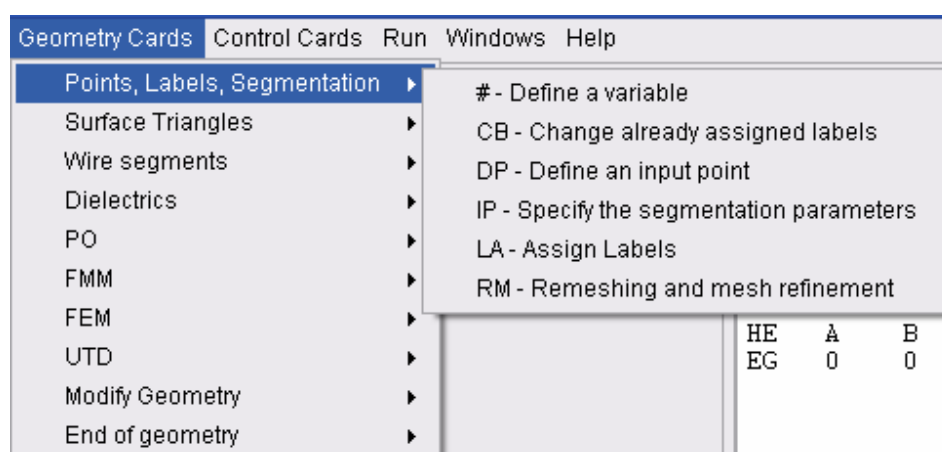 Geometry Cards Control Cards Run Windows Help
Points, Labels, Segmentation
Surface Triangles
Wire segments
Dielectrics
PO
FMM
FEM
UTD
Modify Geometry
End of geometry
# - Define a variable
CB - Change already assigned labels
DP - Define an input point
IP - Specify the segmentation parameters
LA - Assign Labels
RM - Remeshing and mesh refinement
HE A B
EG 0 0